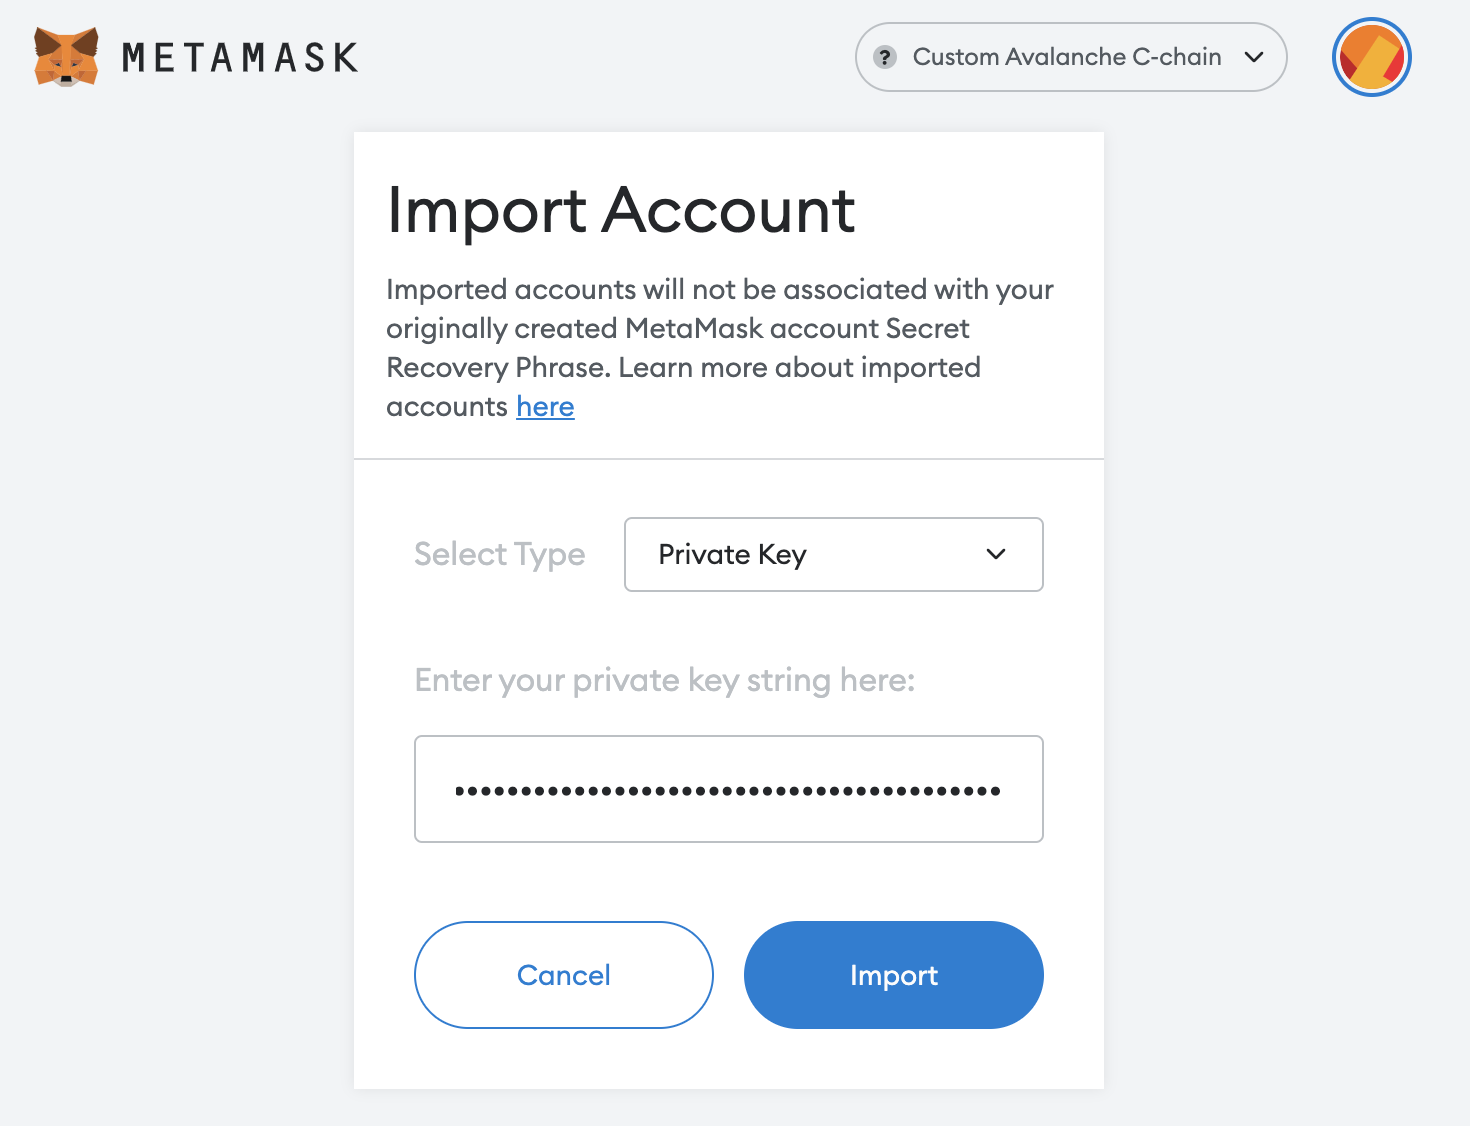 METAMASK
? Custom Avalanche C-chain
Import Account
Imported accounts will not be associated with your
originally created MetaMask account Secret
Recovery Phrase. Learn more about imported
accounts here
Select Type
Private Key
Enter your private key string here:
•••••••••••••••••••••••••••••••••••••••••
Cancel
Import